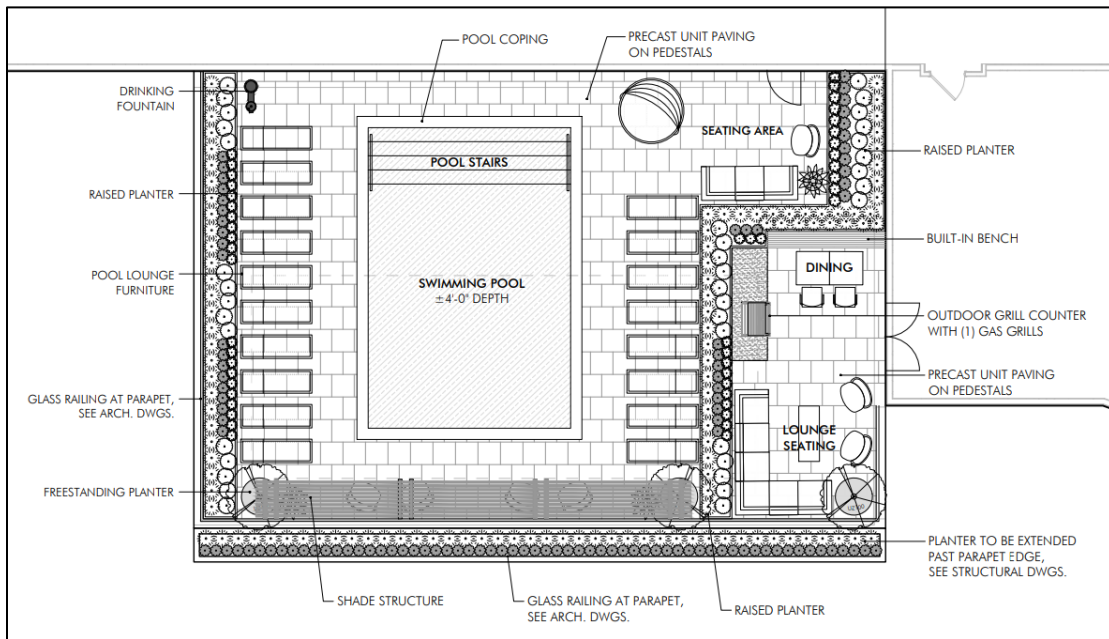 POOL COPING
PRECAST UNIT PAVING
ON PEDESTALS
DRINKING
FOUNTAIN
SEATING AREA
RAISED PLANTER
POOL STAIRS
RAISED PLANTER
BUILT-IN BENCH
POOL LOUNGE
FURNITURE
SWIMMING POOL
±4'-0" DEPTH
DINING
OUTDOOR GRILL COUNTER
WITH (1) GAS GRILLS
PRECAST UNIT PAVING
ON PEDESTALS
GLASS RAILING AT PARAPET,
SEE ARCH. DWGS.
LOUNGE
SEATING
FREESTANDING PLANTER
PLANTER TO BE EXTENDED
PAST PARAPET EDGE,
SEE STRUCTURAL DWGS.
SHADE STRUCTURE
GLASS RAILING AT PARAPET,
SEE ARCH. DWGS.
RAISED PLANTER